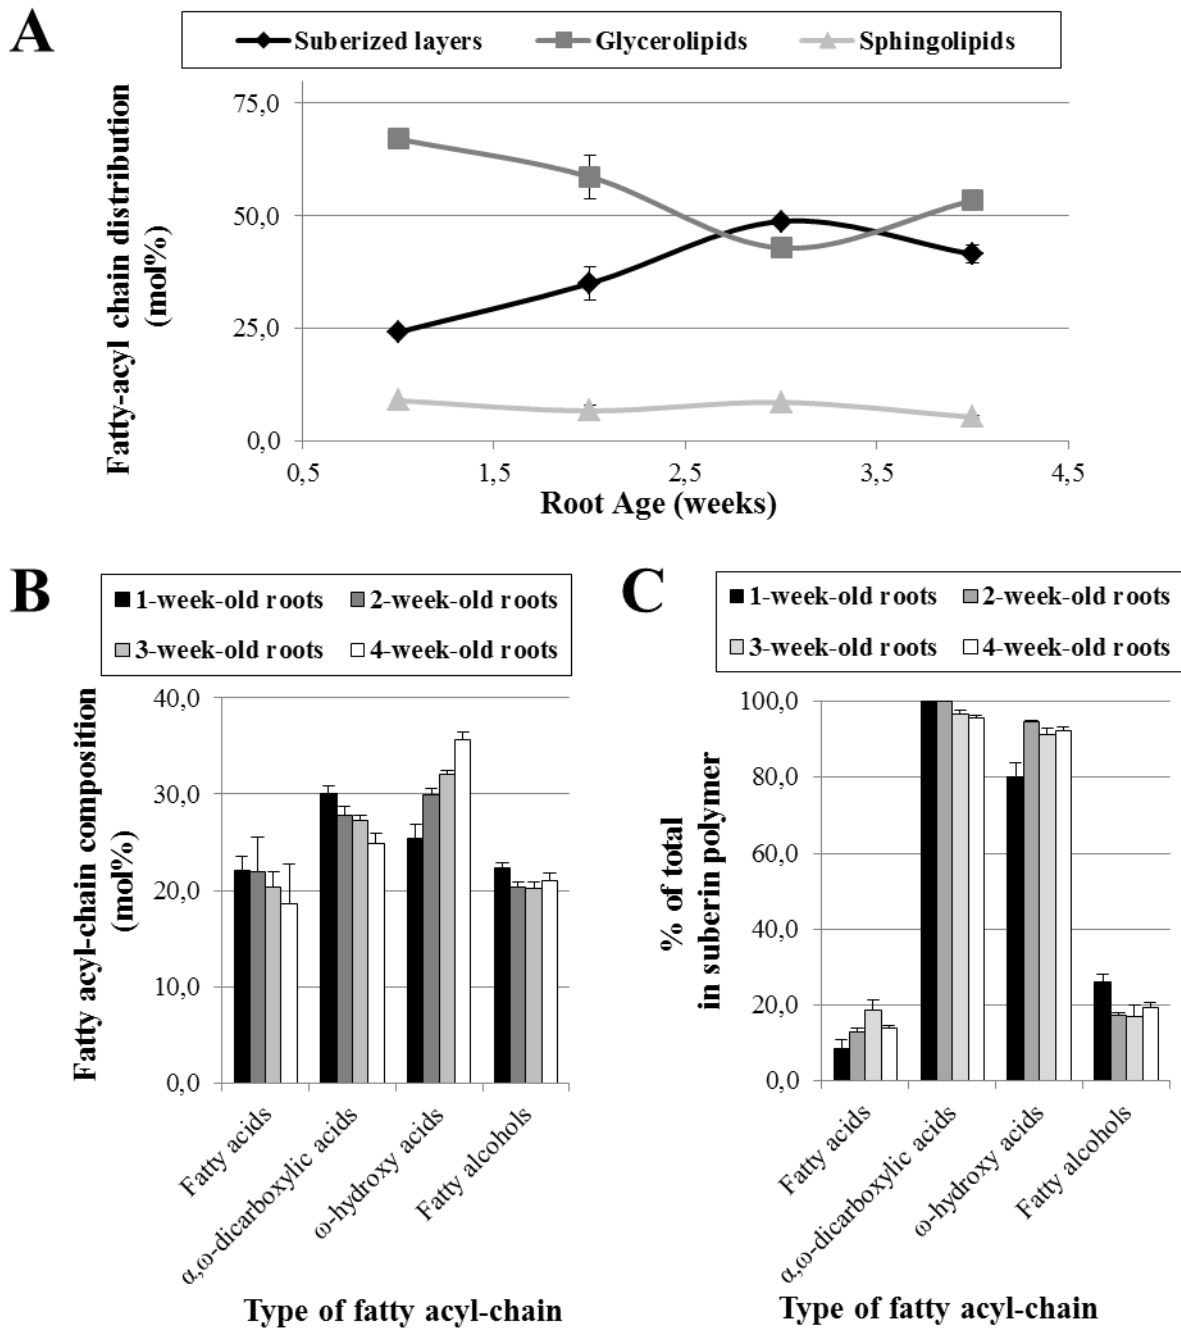 A
Suberized layers Glycerolipids Sphingolipids
Fatty-acyl chain distribution
(mol%)
75,0
50,0
25,0
0,0
0,5 1,5 2,5 3,5 4,5
Root Age (weeks)
B
1-week-old roots 2-week-old roots
3-week-old roots 4-week-old roots
Fatty acyl-chain composition
(mol%)
40,0
30,0
20,0
10,0
0,0
Fatty acids
α,ω-dicarboxylic acids
ω-hydroxy acids
Fatty alcohols
Type of fatty acyl-chain
C
1-week-old roots 2-week-old roots
3-week-old roots 4-week-old roots
% of total
in suberin polymer
100,0
80,0
60,0
40,0
20,0
0,0
Fatty acids
α,ω-dicarboxylic acids
ω-hydroxy acids
Fatty alcohols
Type of fatty acyl-chain